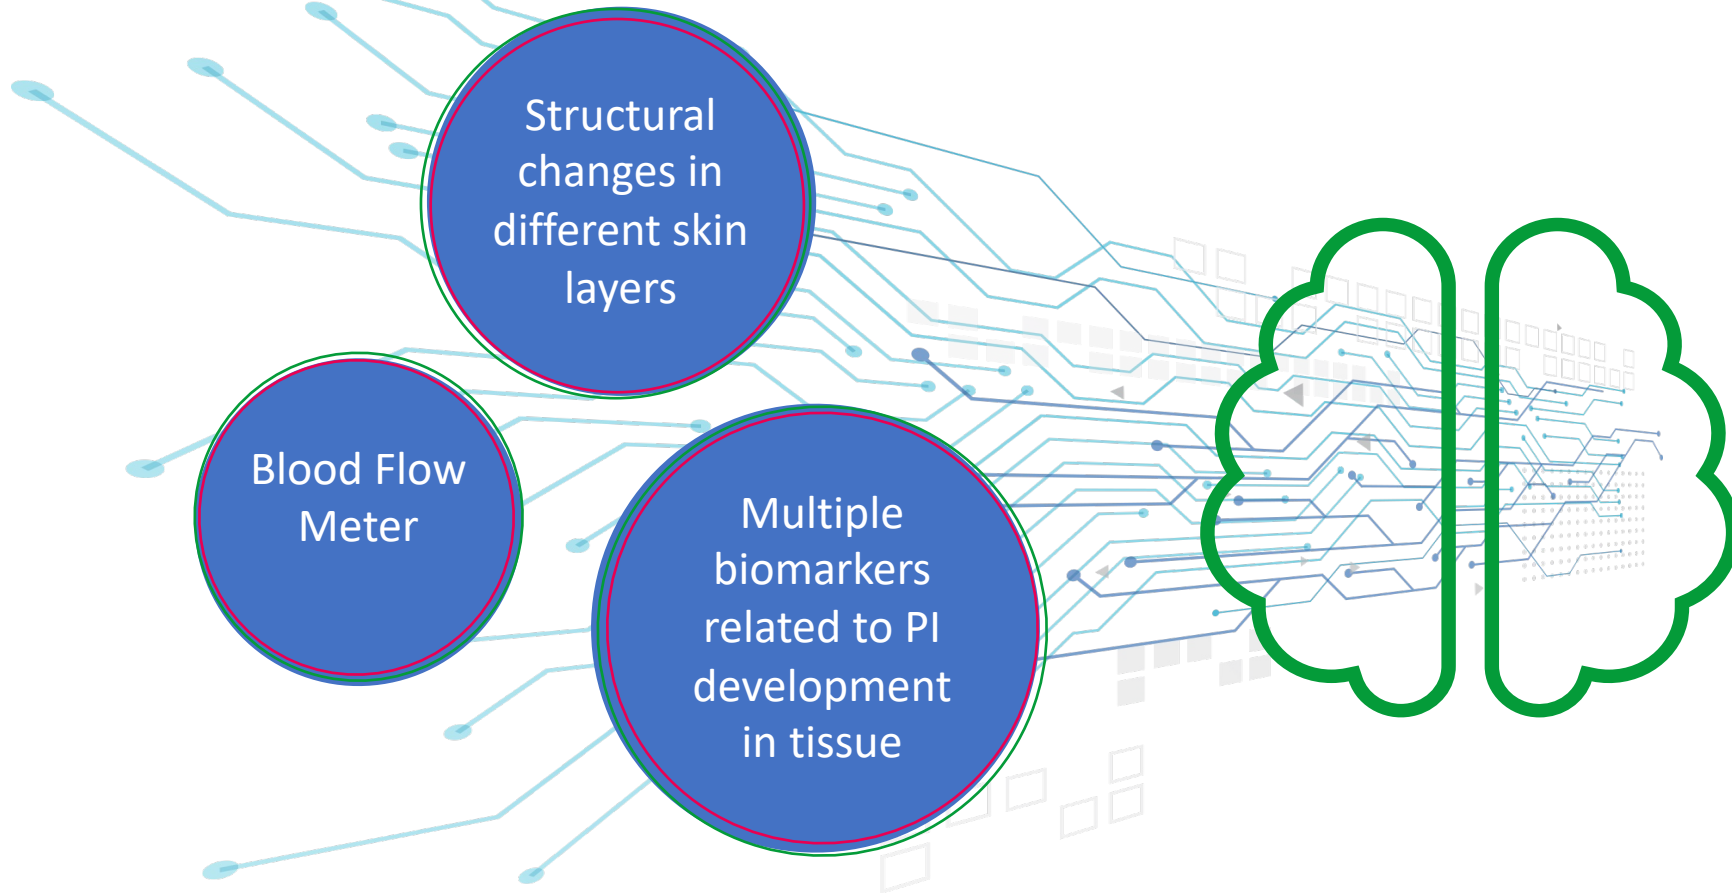 Structural
changes in
different skin
layers
Blood Flow
Meter
Multiple
biomarkers
related to PI
development
in tissue